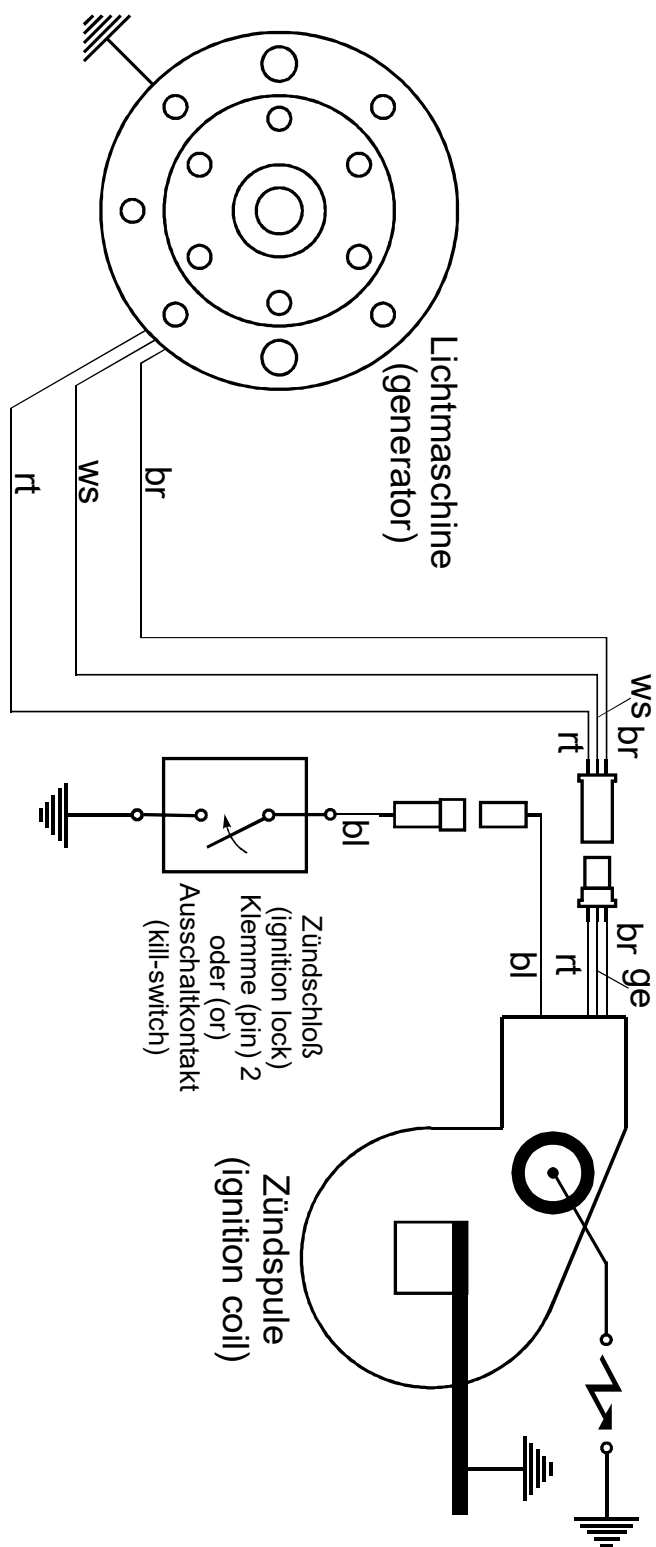 Lichtmaschine
(generator)
br
ws
rt
ws
br
rt
bl
Zündschloß
(ignition lock)
Klemme (pin) 2
oder (or)
Ausschaltkontakt
(kill-switch)
br ge
rt
bl
Zündspule
(ignition coil)